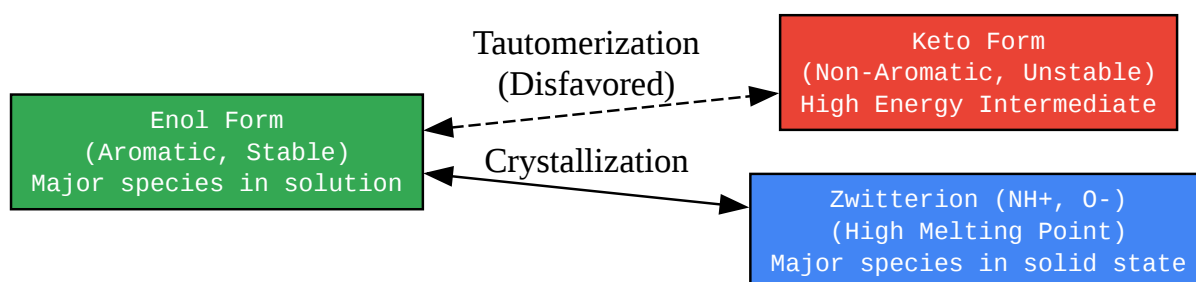 Tautomerization
(Disfavored)
Keto Form
(Non-Aromatic, Unstable)
High Energy Intermediate
Enol Form
(Aromatic, Stable)
Major species in solution
Crystallization
Zwitterion (NH+, O-)
(High Melting Point)
Major species in solid state